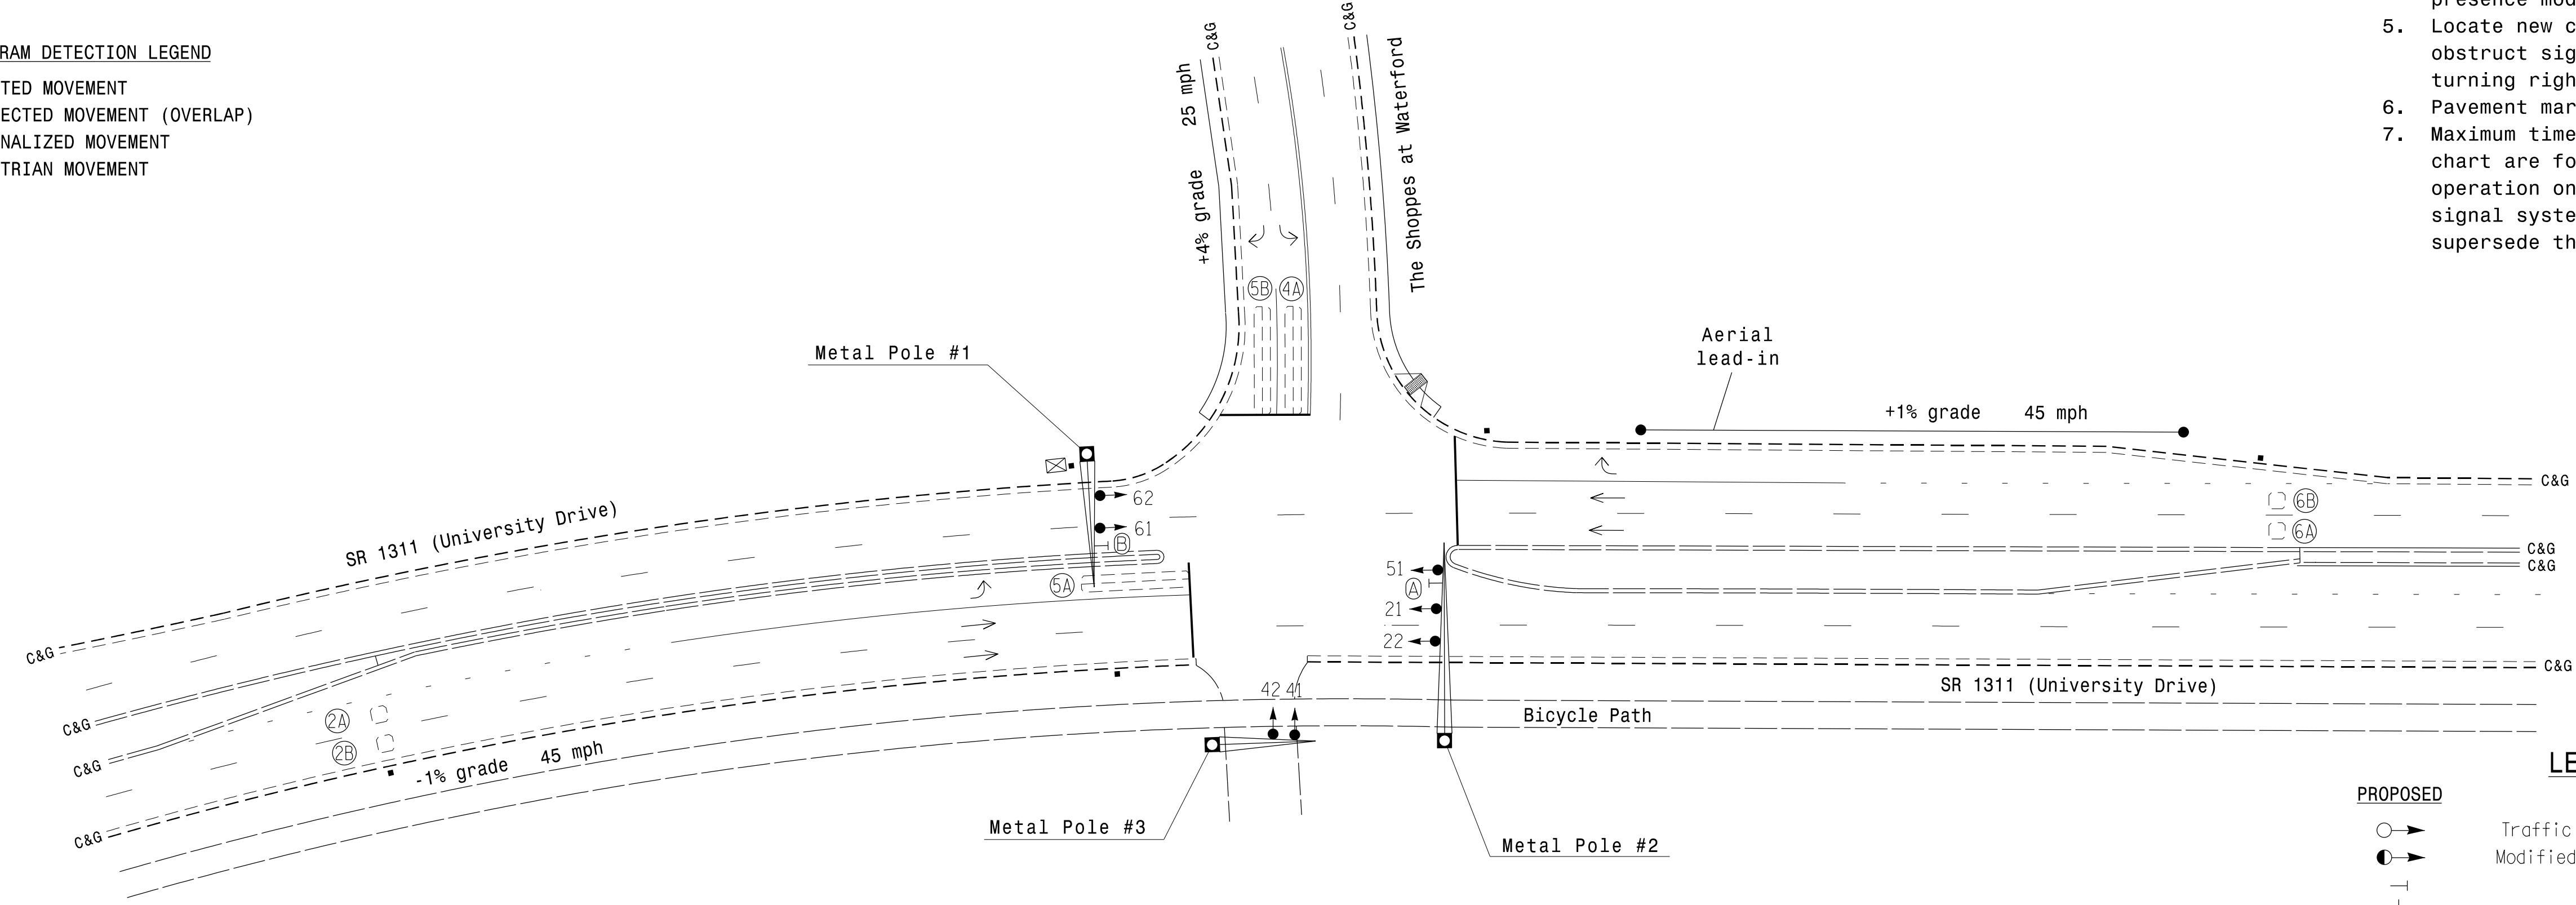 RAM DETECTION LEGEND
TED MOVEMENT
ECTED MOVEMENT (OVERLAP)
NALIZED MOVEMENT
TRIAN MOVEMENT
presence mod
5. Locate new c
obstruct sig
turning righ
6. Pavement mar
7. Maximum time
chart are fo
operation on
signal syste
supersede th
C&G
C&G
25 mph
+4% grade
The Shoppes at Waterford
5B
4A
Metal Pole #1
Aerial
lead-in
+1% grade 45 mph
C&G
6B
6A
C&G
C&G
62
61
B
5A
51
A
21
22
SR 1311 (University Drive)
C&G
C&G
C&G
C&G
2A
2B
-1% grade 45 mph
42 41
C&G
SR 1311 (University Drive)
Bicycle Path
Metal Pole #3
Metal Pole #2
LE
PROPOSED
Traffic
Modified